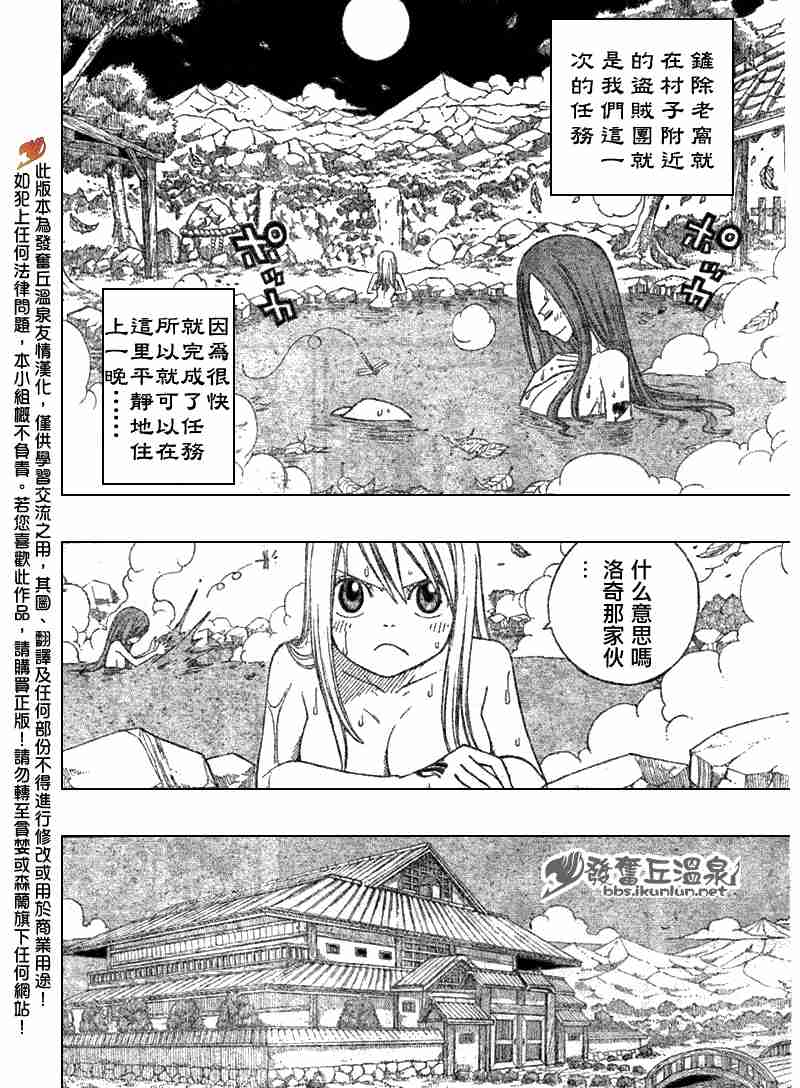 鏟除老窩就
在村子附近
的盜賊團就
是我們這一
次的任務
ポッ
ポッ
因爲很快
就完成了任務
所以就可以在
這里平靜地住
上一晚……
什么意思嗎
洛奇那家伙
…
發奮丘溫泉
bbs.ikunlun.net
此版本為發奮丘溫泉友情漢化，僅供學習交流之用，其圖、翻譯及任何部份不得進行修改或用於商業用途！
如犯上任何法律問題，本小組概不負責。若您喜歡此作品，請購買正版！請勿轉至貪婪或森蘭旗下任何網站！